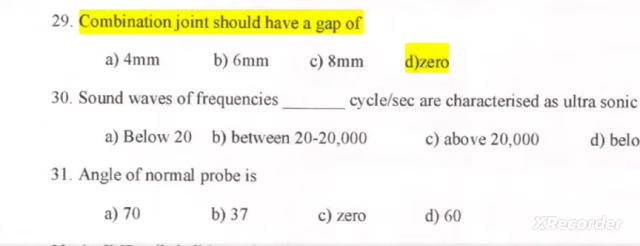 29. Combination joint should have a gap of
a) 4mm b) 6mm c) 8mm d)zero
30. Sound waves of frequencies _______ cycle/sec are characterised as ultra sonic
a) Below 20 b) between 20-20,000 c) above 20,000 d) belo
31. Angle of normal probe is
a) 70 b) 37 c) zero d) 60
XRecorder